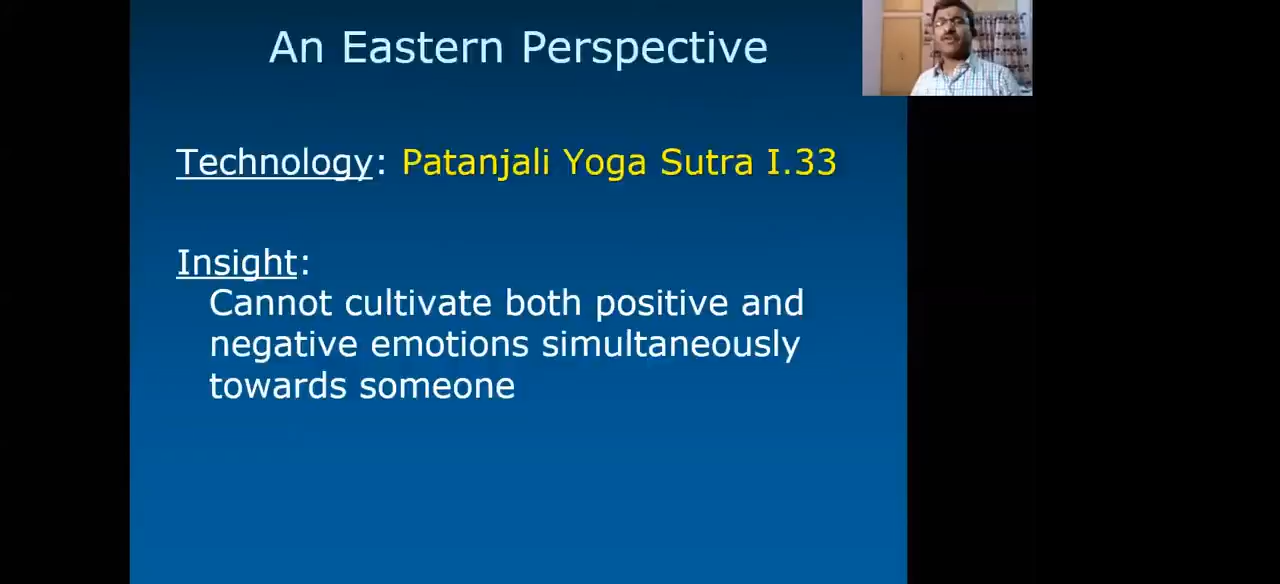 An Eastern Perspective
Technology: Patanjali Yoga Sutra I.33
Insight:
Cannot cultivate both positive and
negative emotions simultaneously
towards someone